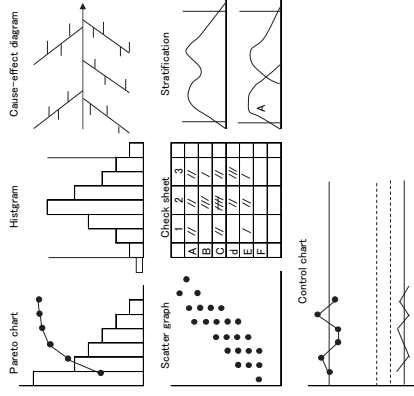 Pareto chart
Histgram
Cause-effect diagram
Scatter graph
Check sheet
1 2 3
A
B
C
d
E
F
Stratification
A
Control chart